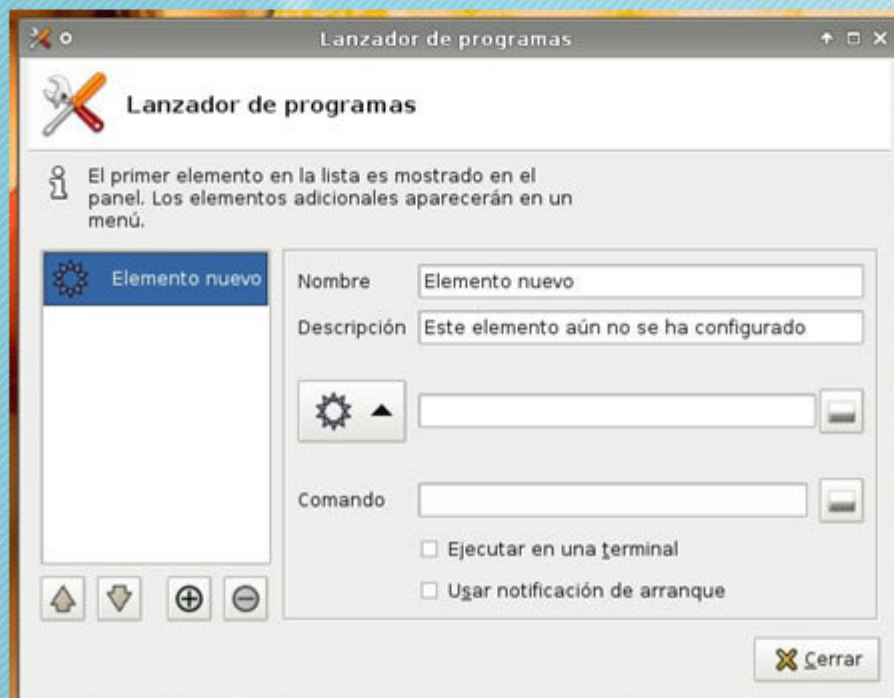 Lanzador de programas
Lanzador de programas
El primer elemento en la lista es mostrado en el
panel. Los elementos adicionales aparecerán en un
menú.
Elemento nuevo
Nombre
Elemento nuevo
Descripción
Este elemento aún no se ha configurado
Comando
Ejecutar en una terminal
Usar notificación de arranque
Cerrar